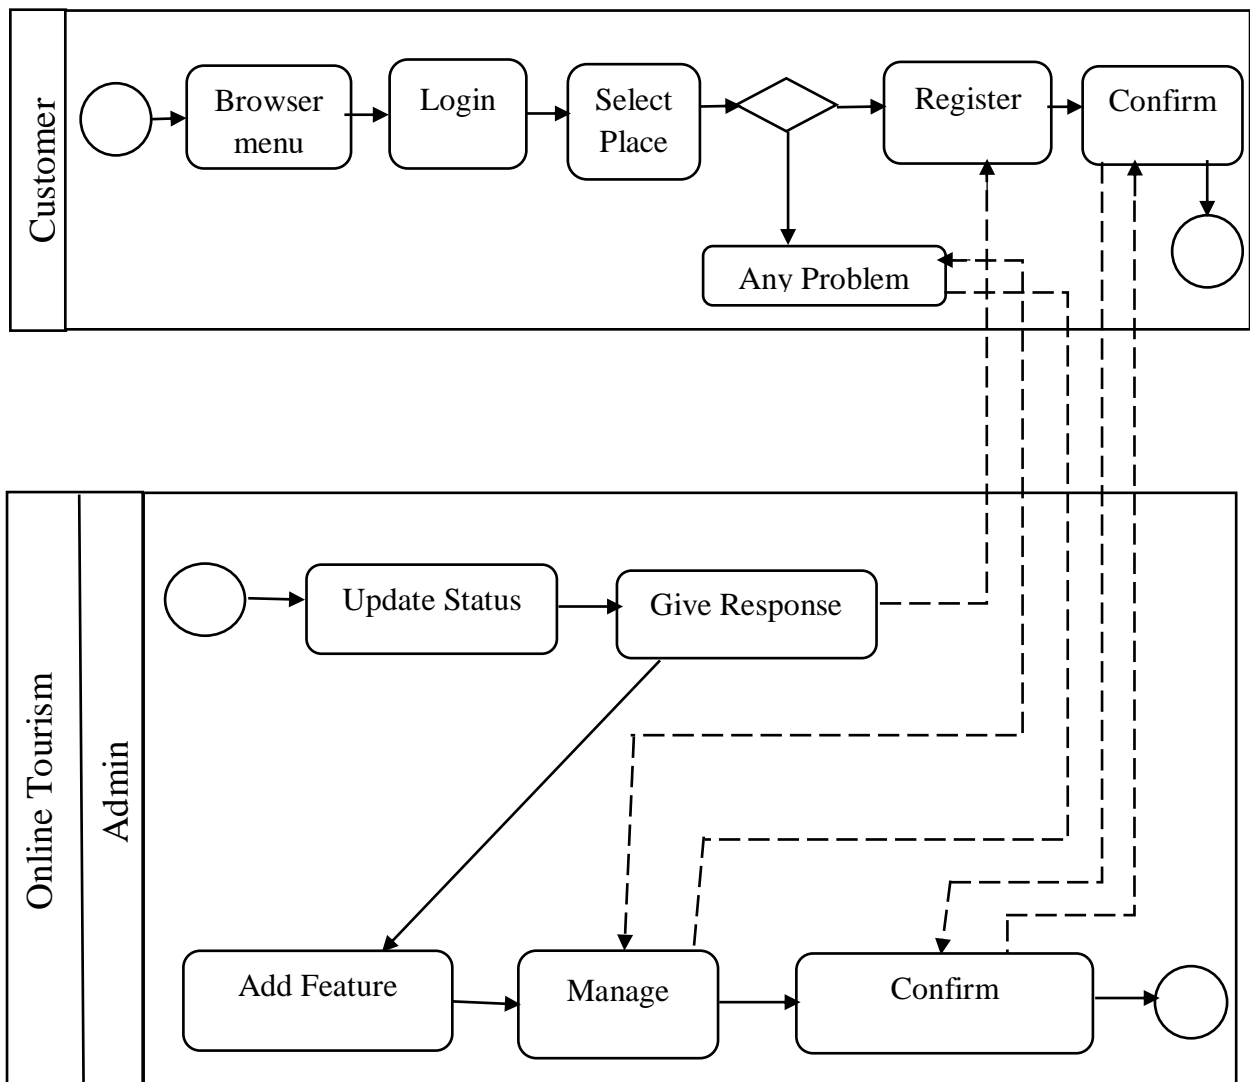 Customer
Browser
menu
Login
Select
Place
Register
Confirm
Any Problem
Online Tourism
Admin
Update Status
Give Response
Add Feature
Manage
Confirm